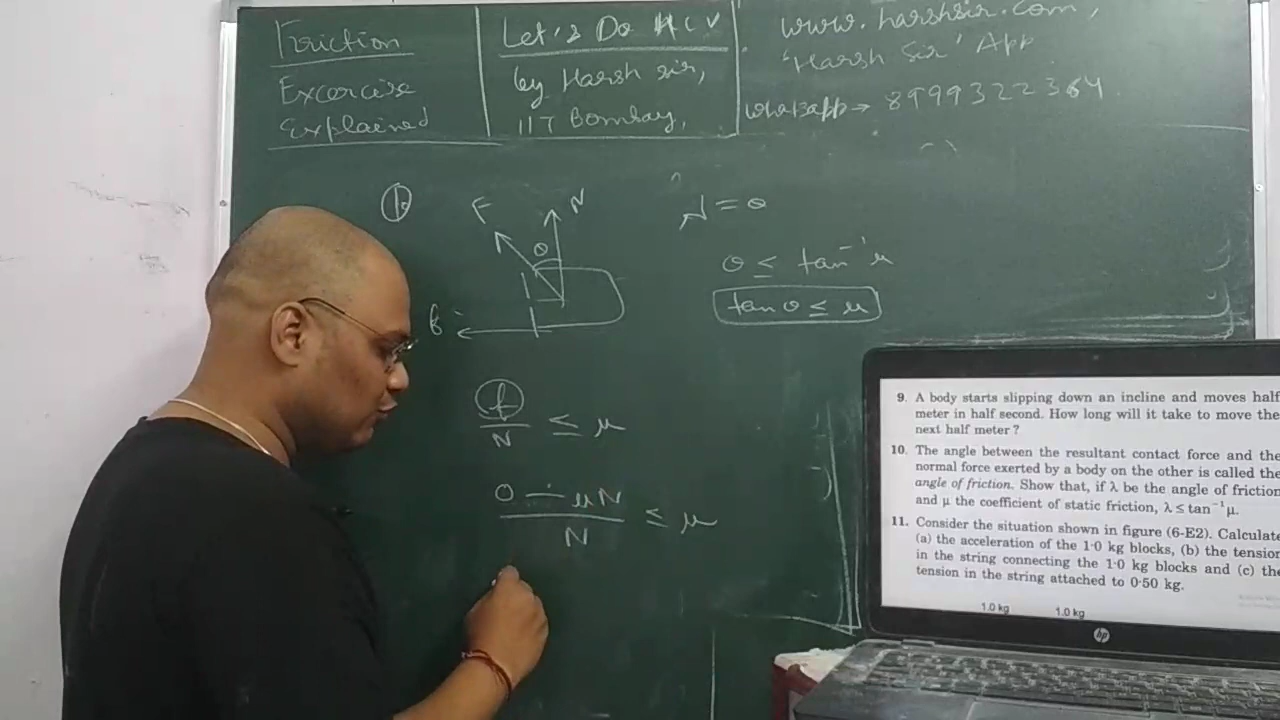 Friction
Excercise
Explained
Let's Do HCV
by Harsh sir,
IIT Bombay,
www.harshsir.com,
'Harsh Sir' App
whatsapp → 8999322364
10
F
N
θ
f
λ = θ
θ ≤ tan⁻¹ μ
tan θ ≤ μ
f/N ≤ μ
0 — μN / N ≤ μ
9. A body starts slipping down an incline and moves half
meter in half second. How long will it take to move the
next half meter ?
10. The angle between the resultant contact force and the
normal force exerted by a body on the other is called the
angle of friction. Show that, if λ be the angle of friction
and μ the coefficient of static friction, λ ≤ tan⁻¹ μ.
11. Consider the situation shown in figure (6-E2). Calculate
(a) the acceleration of the 1·0 kg blocks, (b) the tension
in the string connecting the 1·0 kg blocks and (c) the
tension in the string attached to 0·50 kg.
1.0 kg 1.0 kg
hp